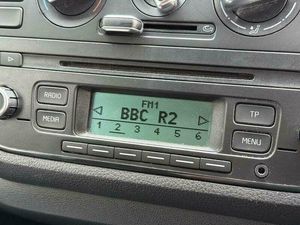 RADIO
MEDIA
FM1
BBC R2
1 2 3 4 5 6
TP
MENU